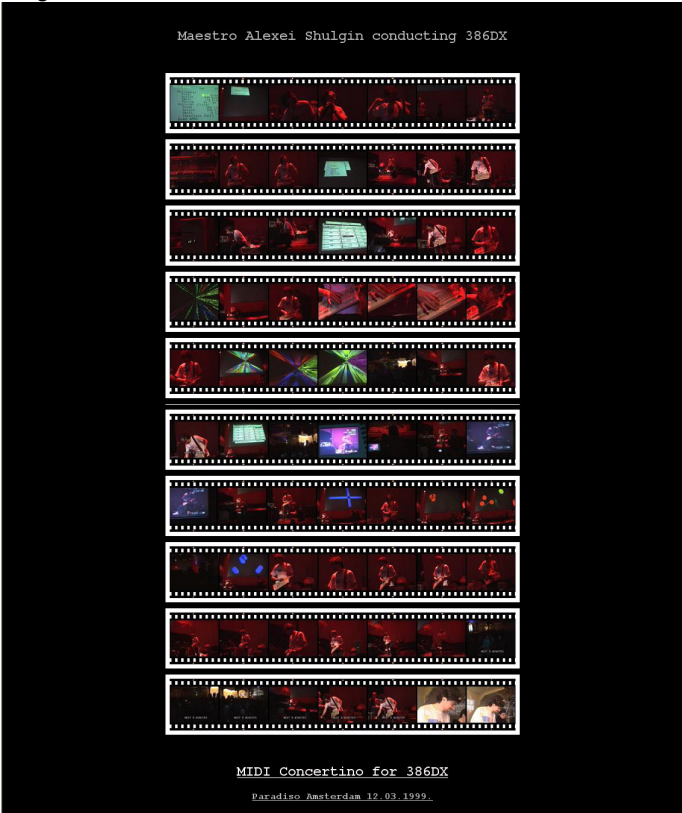 Maestro Alexei Shulgin conducting 386DX
MIDI Concertino for 386DX
Paradiso Amsterdam 12.03.1999.